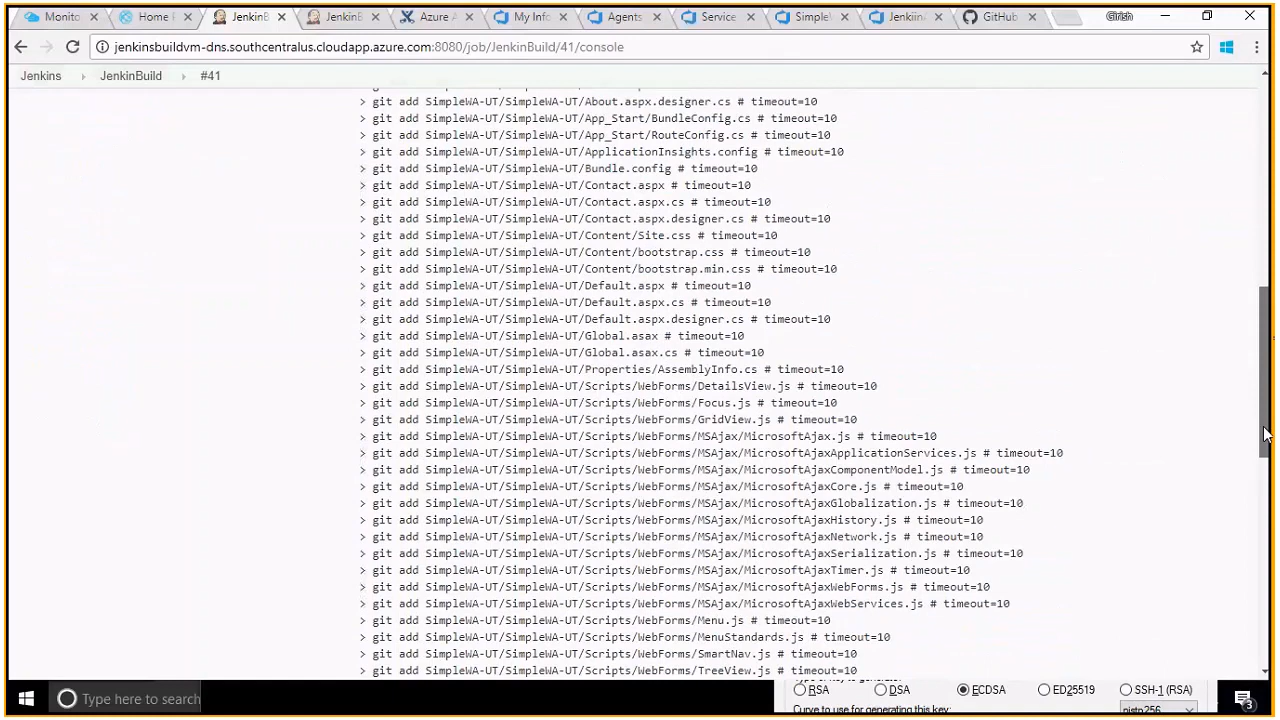 Monito
Home
JenkinB
JenkinB
Azure A
My Info
Agents
Service
Simple
Jenkin
GitHub
Girish
jenkinsbuildvm-dns.southcentralus.cloudapp.azure.com:8080/job/JenkinBuild/41/console
Jenkins JenkinBuild #41
> git add SimpleWA-UT/SimpleWA-UT/About.aspx.designer.cs # timeout=10
> git add SimpleWA-UT/SimpleWA-UT/App_Start/BundleConfig.cs # timeout=10
> git add SimpleWA-UT/SimpleWA-UT/App_Start/RouteConfig.cs # timeout=10
> git add SimpleWA-UT/SimpleWA-UT/ApplicationInsights.config # timeout=10
> git add SimpleWA-UT/SimpleWA-UT/Bundle.config # timeout=10
> git add SimpleWA-UT/SimpleWA-UT/Contact.aspx # timeout=10
> git add SimpleWA-UT/SimpleWA-UT/Contact.aspx.cs # timeout=10
> git add SimpleWA-UT/SimpleWA-UT/Contact.aspx.designer.cs # timeout=10
> git add SimpleWA-UT/SimpleWA-UT/Content/Site.css # timeout=10
> git add SimpleWA-UT/SimpleWA-UT/Content/bootstrap.css # timeout=10
> git add SimpleWA-UT/SimpleWA-UT/Content/bootstrap.min.css # timeout=10
> git add SimpleWA-UT/SimpleWA-UT/Default.aspx # timeout=10
> git add SimpleWA-UT/SimpleWA-UT/Default.aspx.cs # timeout=10
> git add SimpleWA-UT/SimpleWA-UT/Default.aspx.designer.cs # timeout=10
> git add SimpleWA-UT/SimpleWA-UT/Global.asax # timeout=10
> git add SimpleWA-UT/SimpleWA-UT/Global.asax.cs # timeout=10
> git add SimpleWA-UT/SimpleWA-UT/Properties/AssemblyInfo.cs # timeout=10
> git add SimpleWA-UT/SimpleWA-UT/Scripts/WebForms/DetailsView.js # timeout=10
> git add SimpleWA-UT/SimpleWA-UT/Scripts/WebForms/Focus.js # timeout=10
> git add SimpleWA-UT/SimpleWA-UT/Scripts/WebForms/GridView.js # timeout=10
> git add SimpleWA-UT/SimpleWA-UT/Scripts/WebForms/MSAjax/MicrosoftAjax.js # timeout=10
> git add SimpleWA-UT/SimpleWA-UT/Scripts/WebForms/MSAjax/MicrosoftAjaxApplicationServices.js # timeout=10
> git add SimpleWA-UT/SimpleWA-UT/Scripts/WebForms/MSAjax/MicrosoftAjaxComponentModel.js # timeout=10
> git add SimpleWA-UT/SimpleWA-UT/Scripts/WebForms/MSAjax/MicrosoftAjaxCore.js # timeout=10
> git add SimpleWA-UT/SimpleWA-UT/Scripts/WebForms/MSAjax/MicrosoftAjaxGlobalization.js # timeout=10
> git add SimpleWA-UT/SimpleWA-UT/Scripts/WebForms/MSAjax/MicrosoftAjaxHistory.js # timeout=10
> git add SimpleWA-UT/SimpleWA-UT/Scripts/WebForms/MSAjax/MicrosoftAjaxNetwork.js # timeout=10
> git add SimpleWA-UT/SimpleWA-UT/Scripts/WebForms/MSAjax/MicrosoftAjaxSerialization.js # timeout=10
> git add SimpleWA-UT/SimpleWA-UT/Scripts/WebForms/MSAjax/MicrosoftAjaxTimer.js # timeout=10
> git add SimpleWA-UT/SimpleWA-UT/Scripts/WebForms/MSAjax/MicrosoftAjaxWebForms.js # timeout=10
> git add SimpleWA-UT/SimpleWA-UT/Scripts/WebForms/MSAjax/MicrosoftAjaxWebServices.js # timeout=10
> git add SimpleWA-UT/SimpleWA-UT/Scripts/WebForms/Menu.js # timeout=10
> git add SimpleWA-UT/SimpleWA-UT/Scripts/WebForms/MenuStandards.js # timeout=10
> git add SimpleWA-UT/SimpleWA-UT/Scripts/WebForms/SmartNav.js # timeout=10
> git add SimpleWA-UT/SimpleWA-UT/Scripts/WebForms/TreeView.js # timeout=10
RSA DSA ECDSA ED25519 SSH-1 (RSA)
Type here to search
Curve to use for generating this key:
nistp256
3